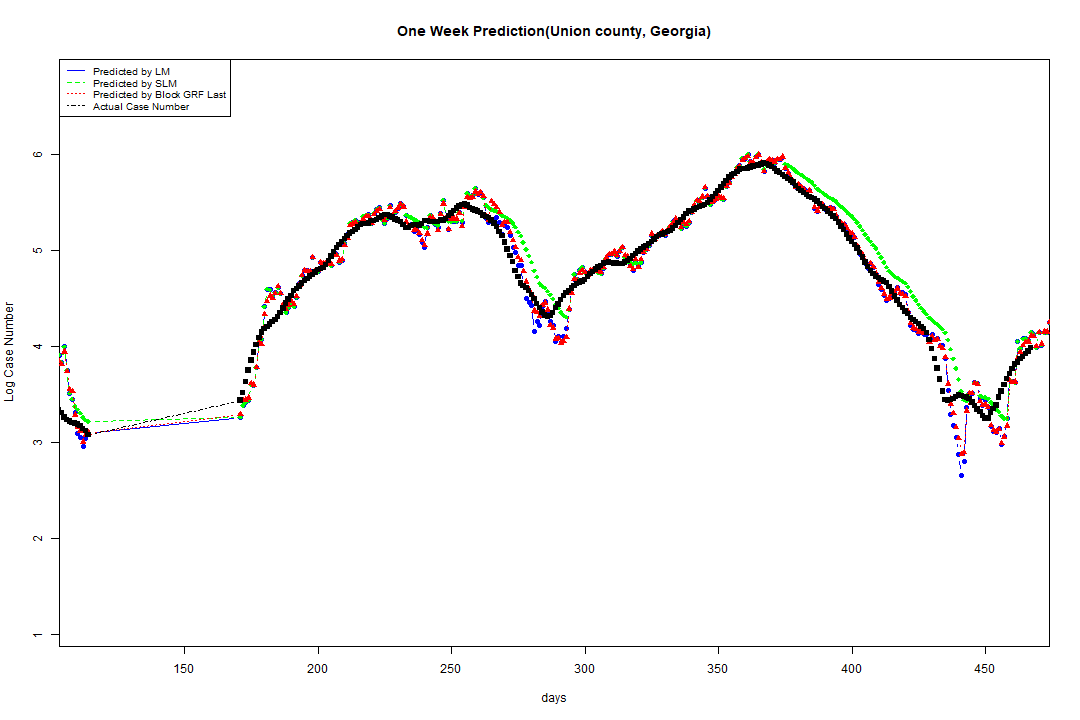 One Week Prediction(Union county, Georgia)
Predicted by LM
Predicted by SLM
Predicted by Block GRF Last
Actual Case Number
6
5
4
3
2
1
Log Case Number
150 200 250 300 350 400 450
days